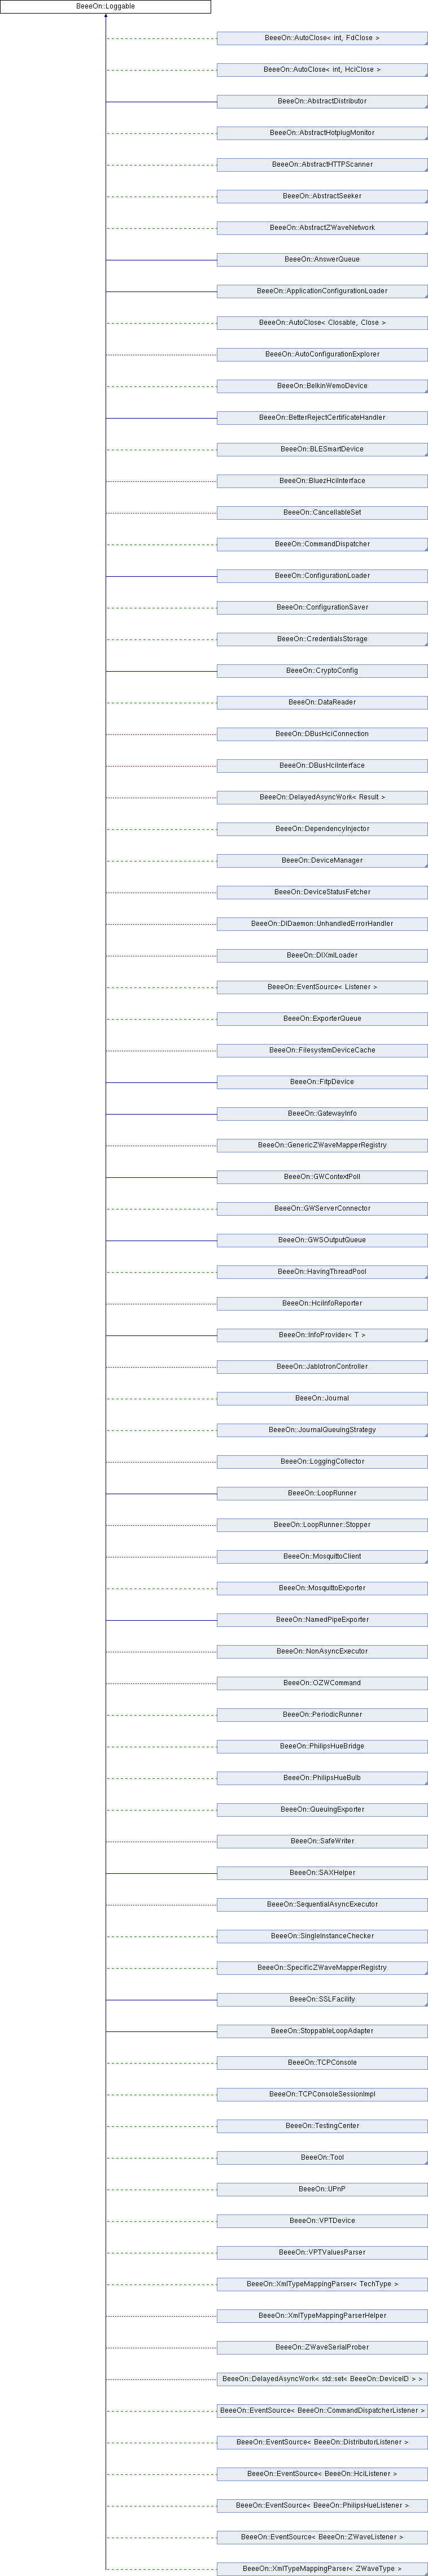 BeeeOn::Loggable
BeeeOn::AutoClose< int, FdClose >
BeeeOn::AutoClose< int, HciClose >
BeeeOn::AbstractDistributor
BeeeOn::AbstractHotplugMonitor
BeeeOn::AbstractHTTPScanner
BeeeOn::AbstractSeeker
BeeeOn::AbstractZWaveNetwork
BeeeOn::AnswerQueue
BeeeOn::ApplicationConfigurationLoader
BeeeOn::AutoClose< Closable, Close >
BeeeOn::AutoConfigurationExplorer
BeeeOn::BelkinWemoDevice
BeeeOn::BetterRejectCertificateHandler
BeeeOn::BLESmartDevice
BeeeOn::BluezHciInterface
BeeeOn::CancellableSet
BeeeOn::CommandDispatcher
BeeeOn::ConfigurationLoader
BeeeOn::ConfigurationSaver
BeeeOn::CredentialsStorage
BeeeOn::CryptoConfig
BeeeOn::DataReader
BeeeOn::DBusHciConnection
BeeeOn::DBusHciInterface
BeeeOn::DelayedAsyncWork< Result >
BeeeOn::DependencyInjector
BeeeOn::DeviceManager
BeeeOn::DeviceStatusFetcher
BeeeOn::DIDaemon::UnhandledErrorHandler
BeeeOn::DIXmlLoader
BeeeOn::EventSource< Listener >
BeeeOn::ExporterQueue
BeeeOn::FilesystemDeviceCache
BeeeOn::FitpDevice
BeeeOn::GatewayInfo
BeeeOn::GenericZWaveMapperRegistry
BeeeOn::GWContextPoll
BeeeOn::GWServerConnector
BeeeOn::GWSOutputQueue
BeeeOn::HavingThreadPool
BeeeOn::HciInfoReporter
BeeeOn::InfoProvider< T >
BeeeOn::JablotronController
BeeeOn::Journal
BeeeOn::JournalQueuingStrategy
BeeeOn::LoggingCollector
BeeeOn::LoopRunner
BeeeOn::LoopRunner::Stopper
BeeeOn::MosquittoClient
BeeeOn::MosquittoExporter
BeeeOn::NamedPipeExporter
BeeeOn::NonAsyncExecutor
BeeeOn::OZWCommand
BeeeOn::PeriodicRunner
BeeeOn::PhilipsHueBridge
BeeeOn::PhilipsHueBulb
BeeeOn::QueuingExporter
BeeeOn::SafeWriter
BeeeOn::SAXHelper
BeeeOn::SequentialAsyncExecutor
BeeeOn::SingleInstanceChecker
BeeeOn::SpecificZWaveMapperRegistry
BeeeOn::SSLFacility
BeeeOn::StoppableLoopAdapter
BeeeOn::TCPConsole
BeeeOn::TCPConsoleSessionImpl
BeeeOn::TestingCenter
BeeeOn::Tool
BeeeOn::UPnP
BeeeOn::VPTDevice
BeeeOn::VPTValuesParser
BeeeOn::XmlTypeMappingParser< TechType >
BeeeOn::XmlTypeMappingParserHelper
BeeeOn::ZWaveSerialProber
BeeeOn::DelayedAsyncWork< std::set< BeeeOn::DeviceID > >
BeeeOn::EventSource< BeeeOn::CommandDispatcherListener >
BeeeOn::EventSource< BeeeOn::DistributorListener >
BeeeOn::EventSource< BeeeOn::HciListener >
BeeeOn::EventSource< BeeeOn::PhilipsHueListener >
BeeeOn::EventSource< BeeeOn::ZWaveListener >
BeeeOn::XmlTypeMappingParser< ZWaveType >